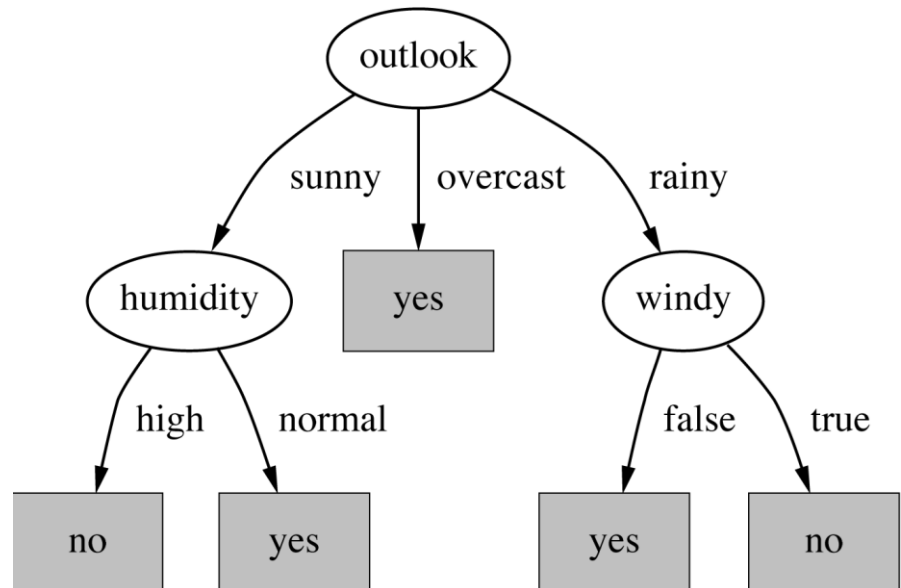 outlook
sunny overcast rainy
humidity yes windy
high normal false true
no yes yes no